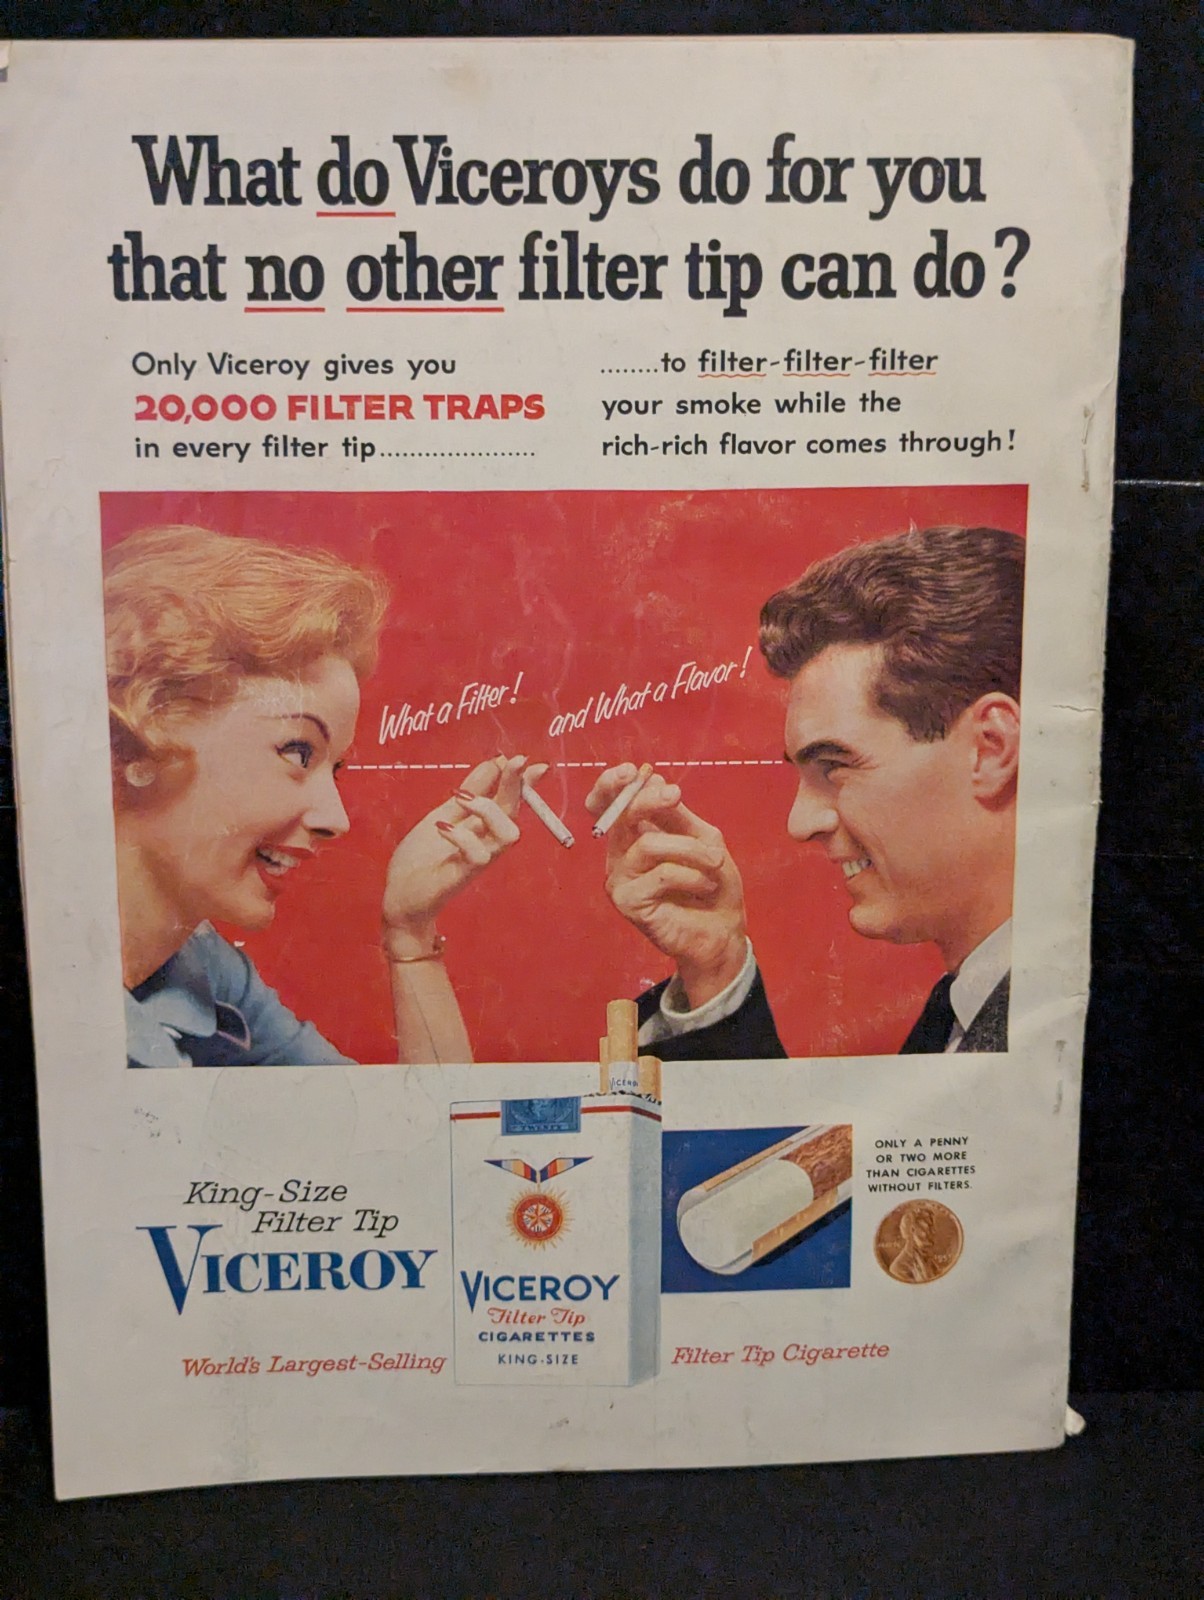 What do Viceroys do for you
that no other filter tip can do?
Only Viceroy gives you
20,000 FILTER TRAPS
in every filter tip.....................
........to filter-filter-filter
your smoke while the
rich-rich flavor comes through!
What a Filter!
and What a Flavor!
VICEROY
King-Size
Filter Tip
VICEROY
World's Largest-Selling
VICEROY
Filter Tip
CIGARETTES
KING-SIZE
ONLY A PENNY
OR TWO MORE
THAN CIGARETTES
WITHOUT FILTERS.
Filter Tip Cigarette